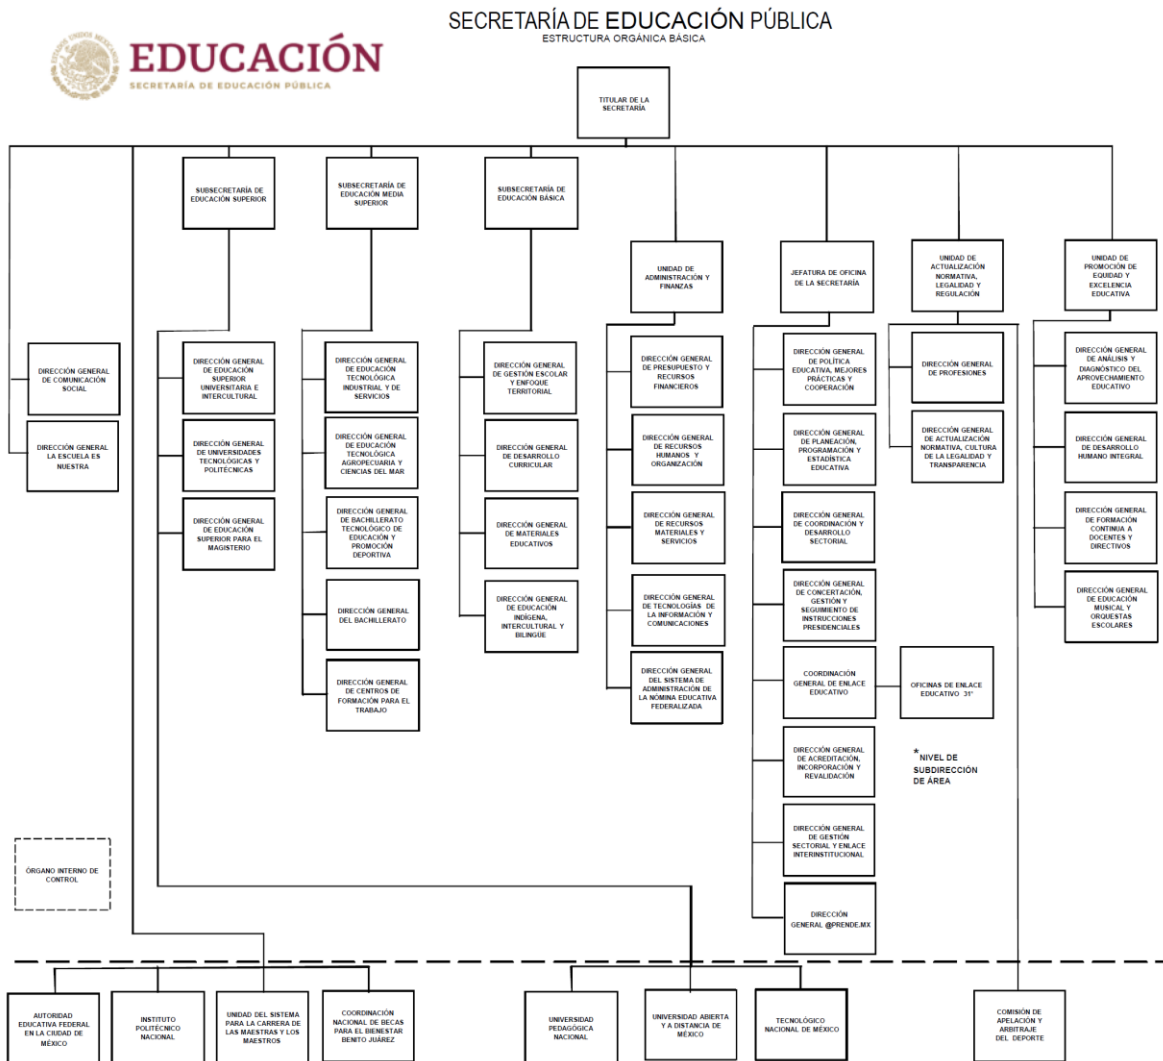 SECRETARÍA DE EDUCACIÓN PÚBLICA
ESTRUCTURA ORGÁNICA BÁSICA
EDUCACIÓN
SECRETARÍA DE EDUCACIÓN PÚBLICA
TITULAR DE LA
SECRETARÍA
SUBSECRETARÍA DE
EDUCACIÓN SUPERIOR
SUBSECRETARÍA DE
EDUCACIÓN MEDIA
SUPERIOR
SUBSECRETARÍA DE
EDUCACIÓN BÁSICA
UNIDAD DE
ADMINISTRACIÓN Y
FINANZAS
JEFATURA DE OFICINA
DE LA SECRETARÍA
UNIDAD DE
ACTUALIZACIÓN
NORMATIVA,
LEGALIDAD Y
REGULACIÓN
UNIDAD DE
PROMOCIÓN DE
EQUIDAD Y
EXCELENCIA
EDUCATIVA
DIRECCIÓN GENERAL
DE COMUNICACIÓN
SOCIAL
DIRECCIÓN GENERAL
LA ESCUELA ES
NUESTRA
DIRECCIÓN GENERAL
DE EDUCACIÓN
SUPERIOR
UNIVERSITARIA E
INTERCULTURAL
DIRECCIÓN GENERAL
DE UNIVERSIDADES
TECNOLÓGICAS Y
POLITÉCNICAS
DIRECCIÓN GENERAL
DE EDUCACIÓN
SUPERIOR PARA EL
MAGISTERIO
DIRECCIÓN GENERAL
DE EDUCACIÓN
TECNOLÓGICA
INDUSTRIAL Y DE
SERVICIOS
DIRECCIÓN GENERAL
DE EDUCACIÓN
TECNOLÓGICA
AGROPECUARIA Y
CIENCIAS DEL MAR
DIRECCIÓN GENERAL
DE BACHILLERATO
TECNOLÓGICO DE
EDUCACIÓN Y
PROMOCIÓN
DEPORTIVA
DIRECCIÓN GENERAL
DEL BACHILLERATO
DIRECCIÓN GENERAL
DE CENTROS DE
FORMACIÓN PARA EL
TRABAJO
DIRECCIÓN GENERAL
DE GESTIÓN ESCOLAR
Y ENFOQUE
TERRITORIAL
DIRECCIÓN GENERAL
DE DESARROLLO
CURRICULAR
DIRECCIÓN GENERAL
DE MATERIALES
EDUCATIVOS
DIRECCIÓN GENERAL
DE EDUCACIÓN
INDÍGENA,
INTERCULTURAL Y
BILINGÜE
DIRECCIÓN GENERAL
DE PRESUPUESTO Y
RECURSOS
FINANCIEROS
DIRECCIÓN GENERAL
DE RECURSOS
HUMANOS Y
ORGANIZACIÓN
DIRECCIÓN GENERAL
DE RECURSOS
MATERIALES Y
SERVICIOS
DIRECCIÓN GENERAL
DE TECNOLOGÍAS DE
LA INFORMACIÓN Y
COMUNICACIONES
DIRECCIÓN GENERAL
DEL SISTEMA DE
ADMINISTRACIÓN DE
LA NÓMINA EDUCATIVA
FEDERALIZADA
DIRECCIÓN GENERAL
DE POLÍTICA
EDUCATIVA, MEJORES
PRÁCTICAS Y
COOPERACIÓN
DIRECCIÓN GENERAL
DE PLANEACIÓN,
PROGRAMACIÓN Y
ESTADÍSTICA
EDUCATIVA
DIRECCIÓN GENERAL
DE COORDINACIÓN Y
DESARROLLO
SECTORIAL
DIRECCIÓN GENERAL
DE CONCERTACIÓN,
GESTIÓN Y
SEGUIMIENTO DE
INSTRUCCIONES
PRESIDENCIALES
COORDINACIÓN
GENERAL DE ENLACE
EDUCATIVO
OFICINAS DE ENLACE
EDUCATIVO 31*
* NIVEL DE
SUBDIRECCIÓN
DE ÁREA
DIRECCIÓN GENERAL
DE ACREDITACIÓN,
INCORPORACIÓN Y
REVALIDACIÓN
DIRECCIÓN GENERAL
DE GESTIÓN
SECTORIAL Y ENLACE
INTERINSTITUCIONAL
DIRECCIÓN
GENERAL @PRENDE.MX
DIRECCIÓN GENERAL
DE PROFESIONES
DIRECCIÓN GENERAL
DE ACTUALIZACIÓN
NORMATIVA, CULTURA
DE LA LEGALIDAD Y
TRANSPARENCIA
DIRECCIÓN GENERAL
DE ANÁLISIS Y
DIAGNÓSTICO DEL
APROVECHAMIENTO
EDUCATIVO
DIRECCIÓN GENERAL
DE DESARROLLO
HUMANO INTEGRAL
DIRECCIÓN GENERAL
DE FORMACIÓN
CONTINUA A
DOCENTES Y
DIRECTIVOS
DIRECCIÓN GENERAL
DE EDUCACIÓN
MUSICAL Y
ORQUESTAS
ESCOLARES
ÓRGANO INTERNO DE
CONTROL
AUTORIDAD
EDUCATIVA FEDERAL
EN LA CIUDAD DE
MÉXICO
INSTITUTO
POLITÉCNICO
NACIONAL
UNIDAD DEL SISTEMA
PARA LA CARRERA DE
LAS MAESTRAS Y LOS
MAESTROS
COORDINACIÓN
NACIONAL DE BECAS
PARA EL BIENESTAR
BENITO JUÁREZ
UNIVERSIDAD
PEDAGÓGICA
NACIONAL
UNIVERSIDAD ABIERTA
Y A DISTANCIA DE
MÉXICO
TECNOLÓGICO
NACIONAL DE MÉXICO
COMISIÓN DE
APELACIÓN Y
ARBITRAJE
DEL DEPORTE